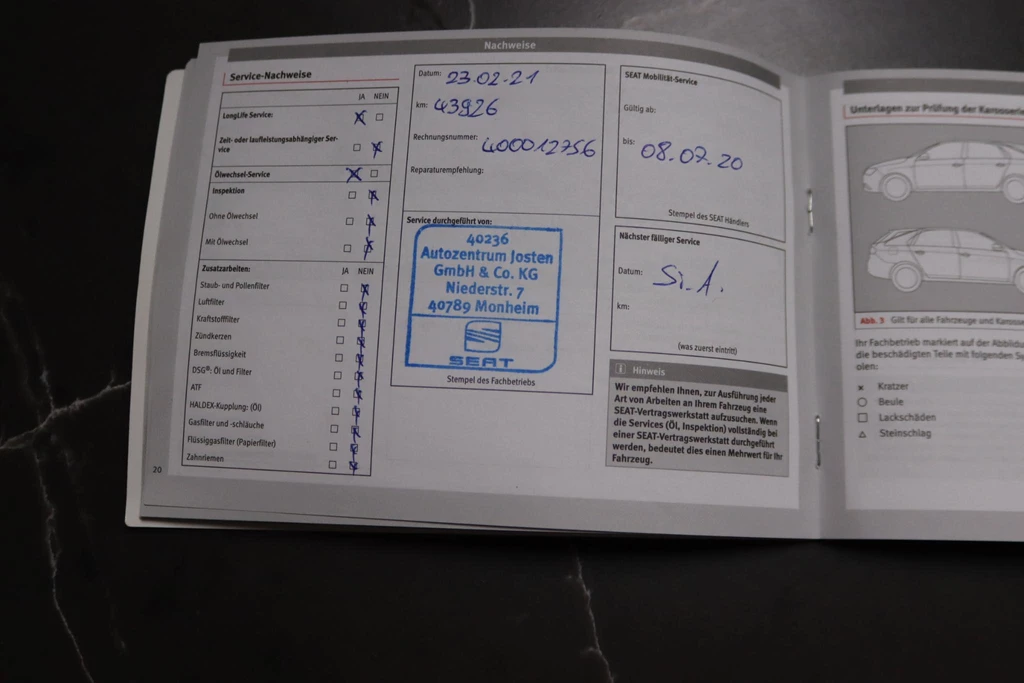 Nachweise
Service-Nachweise
JA NEIN
LongLife Service:
Zeit- oder laufleistungsabhängiger Ser-
vice
Ölwechsel-Service
Inspektion
Ohne Ölwechsel
Mit Ölwechsel
Zusatzarbeiten: JA NEIN
Staub- und Pollenfilter
Luftfilter
Kraftstofffilter
Zündkerzen
Bremsflüssigkeit
DSG®: Öl und Filter
ATF
HALDEX-Kupplung: (Öl)
Gasfilter und -schläuche
Flüssiggasfilter (Papierfilter)
Zahnriemen
20
Datum: 23.02.21
km: 43926
Rechnungsnummer: 400012756
Reparaturempfehlung:
Service durchgeführt von:
40236
Autozentrum Josten
GmbH & Co. KG
Niederstr. 7
40789 Monheim
SEAT
Stempel des Fachbetriebs
SEAT Mobilität-Service
Gültig ab:
bis: 08.07.20
Stempel des SEAT Händlers
Nächster fälliger Service
Datum: Si.A.
km:
(was zuerst eintritt)
Hinweis
Wir empfehlen Ihnen, zur Ausführung jeder
Art von Arbeiten an Ihrem Fahrzeug eine
SEAT-Vertragswerkstatt aufzusuchen. Wenn
die Services (Öl, Inspektion) vollständig bei
einer SEAT-Vertragswerkstatt durchgeführt
werden, bedeutet dies einen Mehrwert für Ihr
Fahrzeug.
Unterlagen zur Prüfung der Karosserie
Abb. 3 Gilt für alle Fahrzeuge und Karosse
Ihr Fachbetrieb markiert auf der Abbildu
die beschädigten Teile mit folgenden Sy
olen:
Kratzer
Beule
Lackschäden
Steinschlag